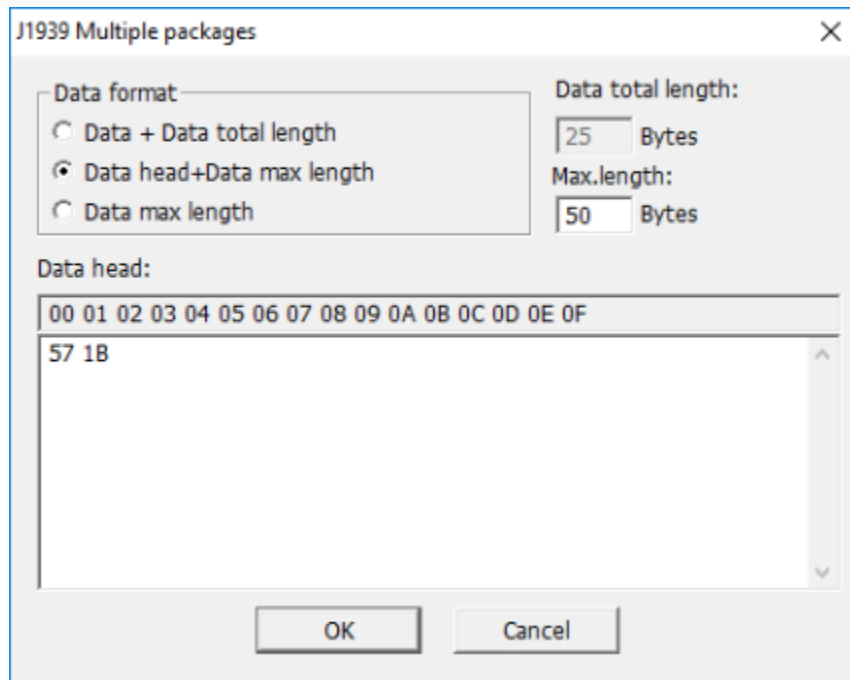 J1939 Multiple packages
Data format
Data + Data total length
Data head+Data max length
Data max length
Data total length:
25 Bytes
Max.length:
50 Bytes
Data head:
00 01 02 03 04 05 06 07 08 09 0A 0B 0C 0D 0E 0F
57 1B
OK Cancel